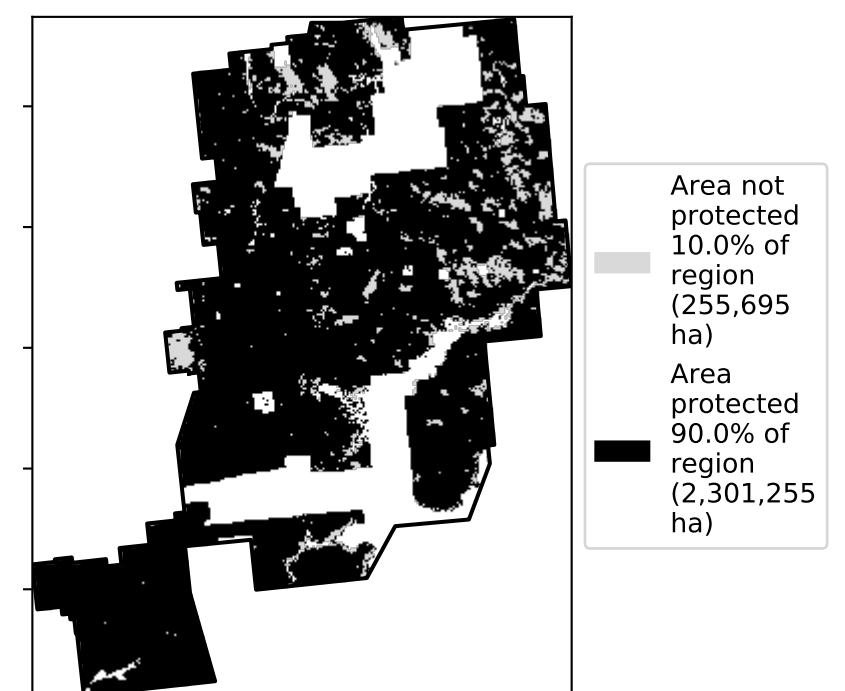 Area not
protected
10.0% of
region
(255,695
ha)
Area
protected
90.0% of
region
(2,301,255
ha)